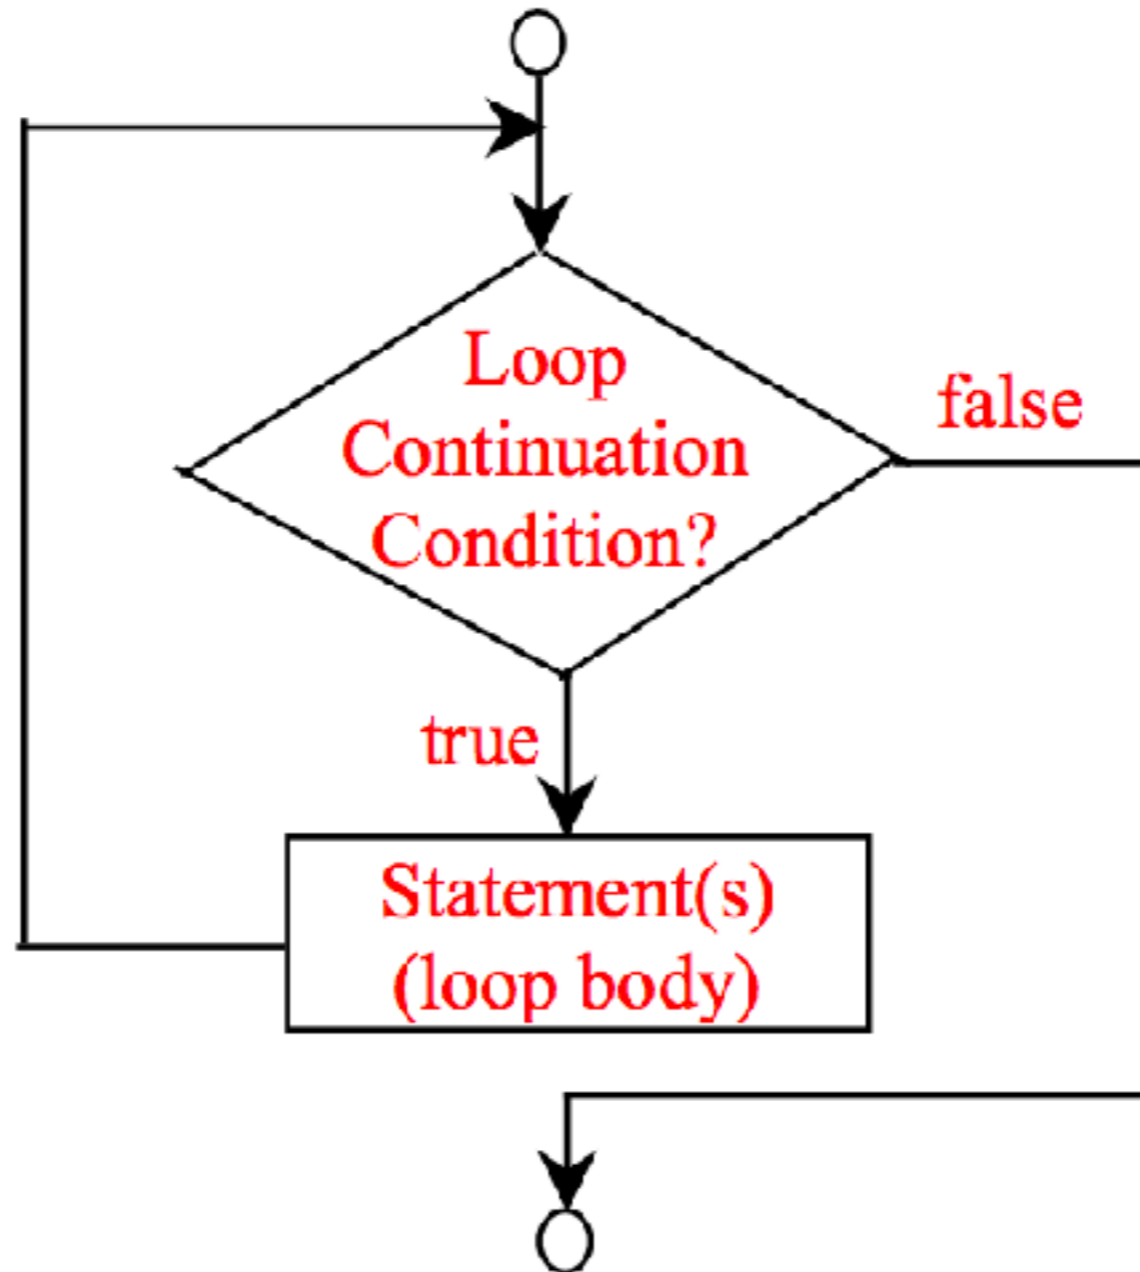 Loop
Continuation
Condition?
false
true
Statement(s)
(loop body)